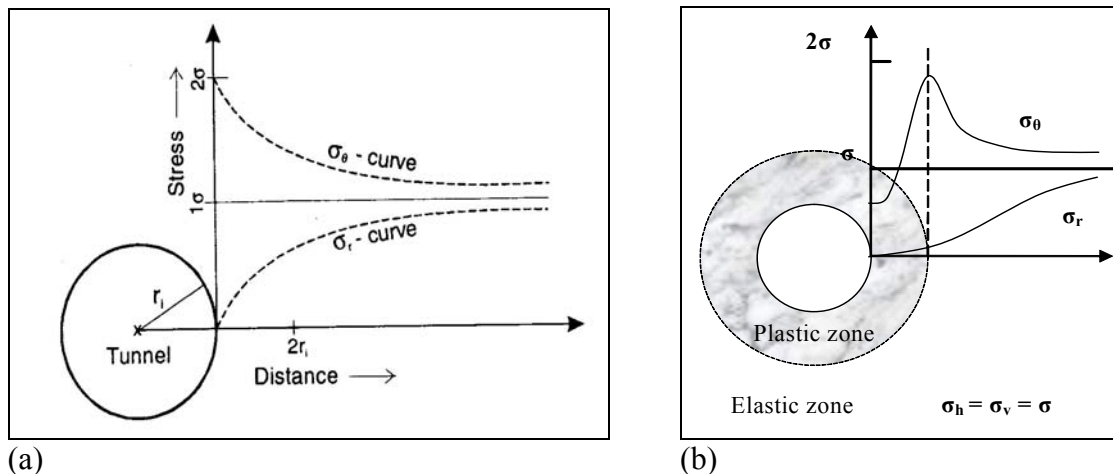 Stress
2σ
1σ
σθ - curve
σr - curve
ri
Tunnel
2ri
Distance
(a)
2σ
σθ
σ
σr
Plastic zone
Elastic zone
σh = σv = σ
(b)